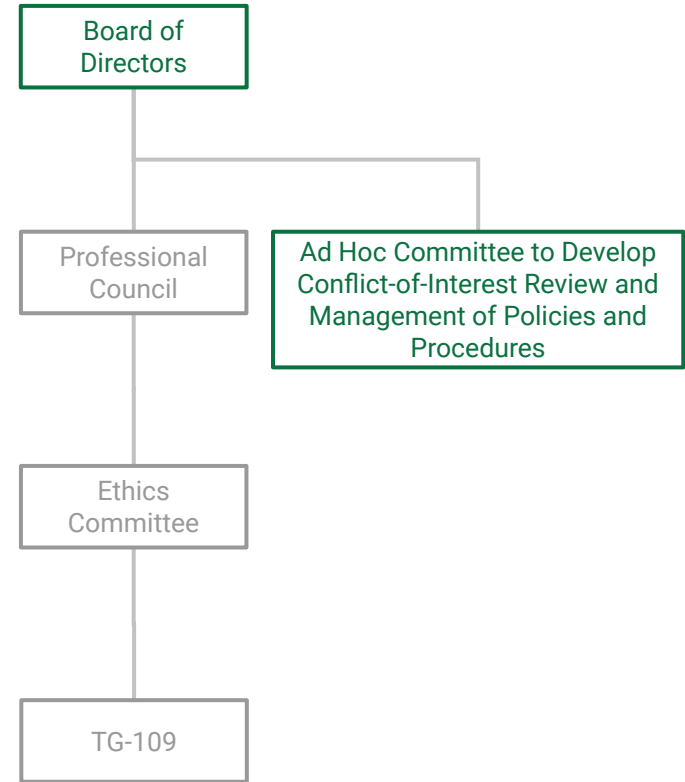 Board of
Directors
Professional
Council
Ad Hoc Committee to Develop
Conflict-of-Interest Review and
Management of Policies and
Procedures
Ethics
Committee
TG-109